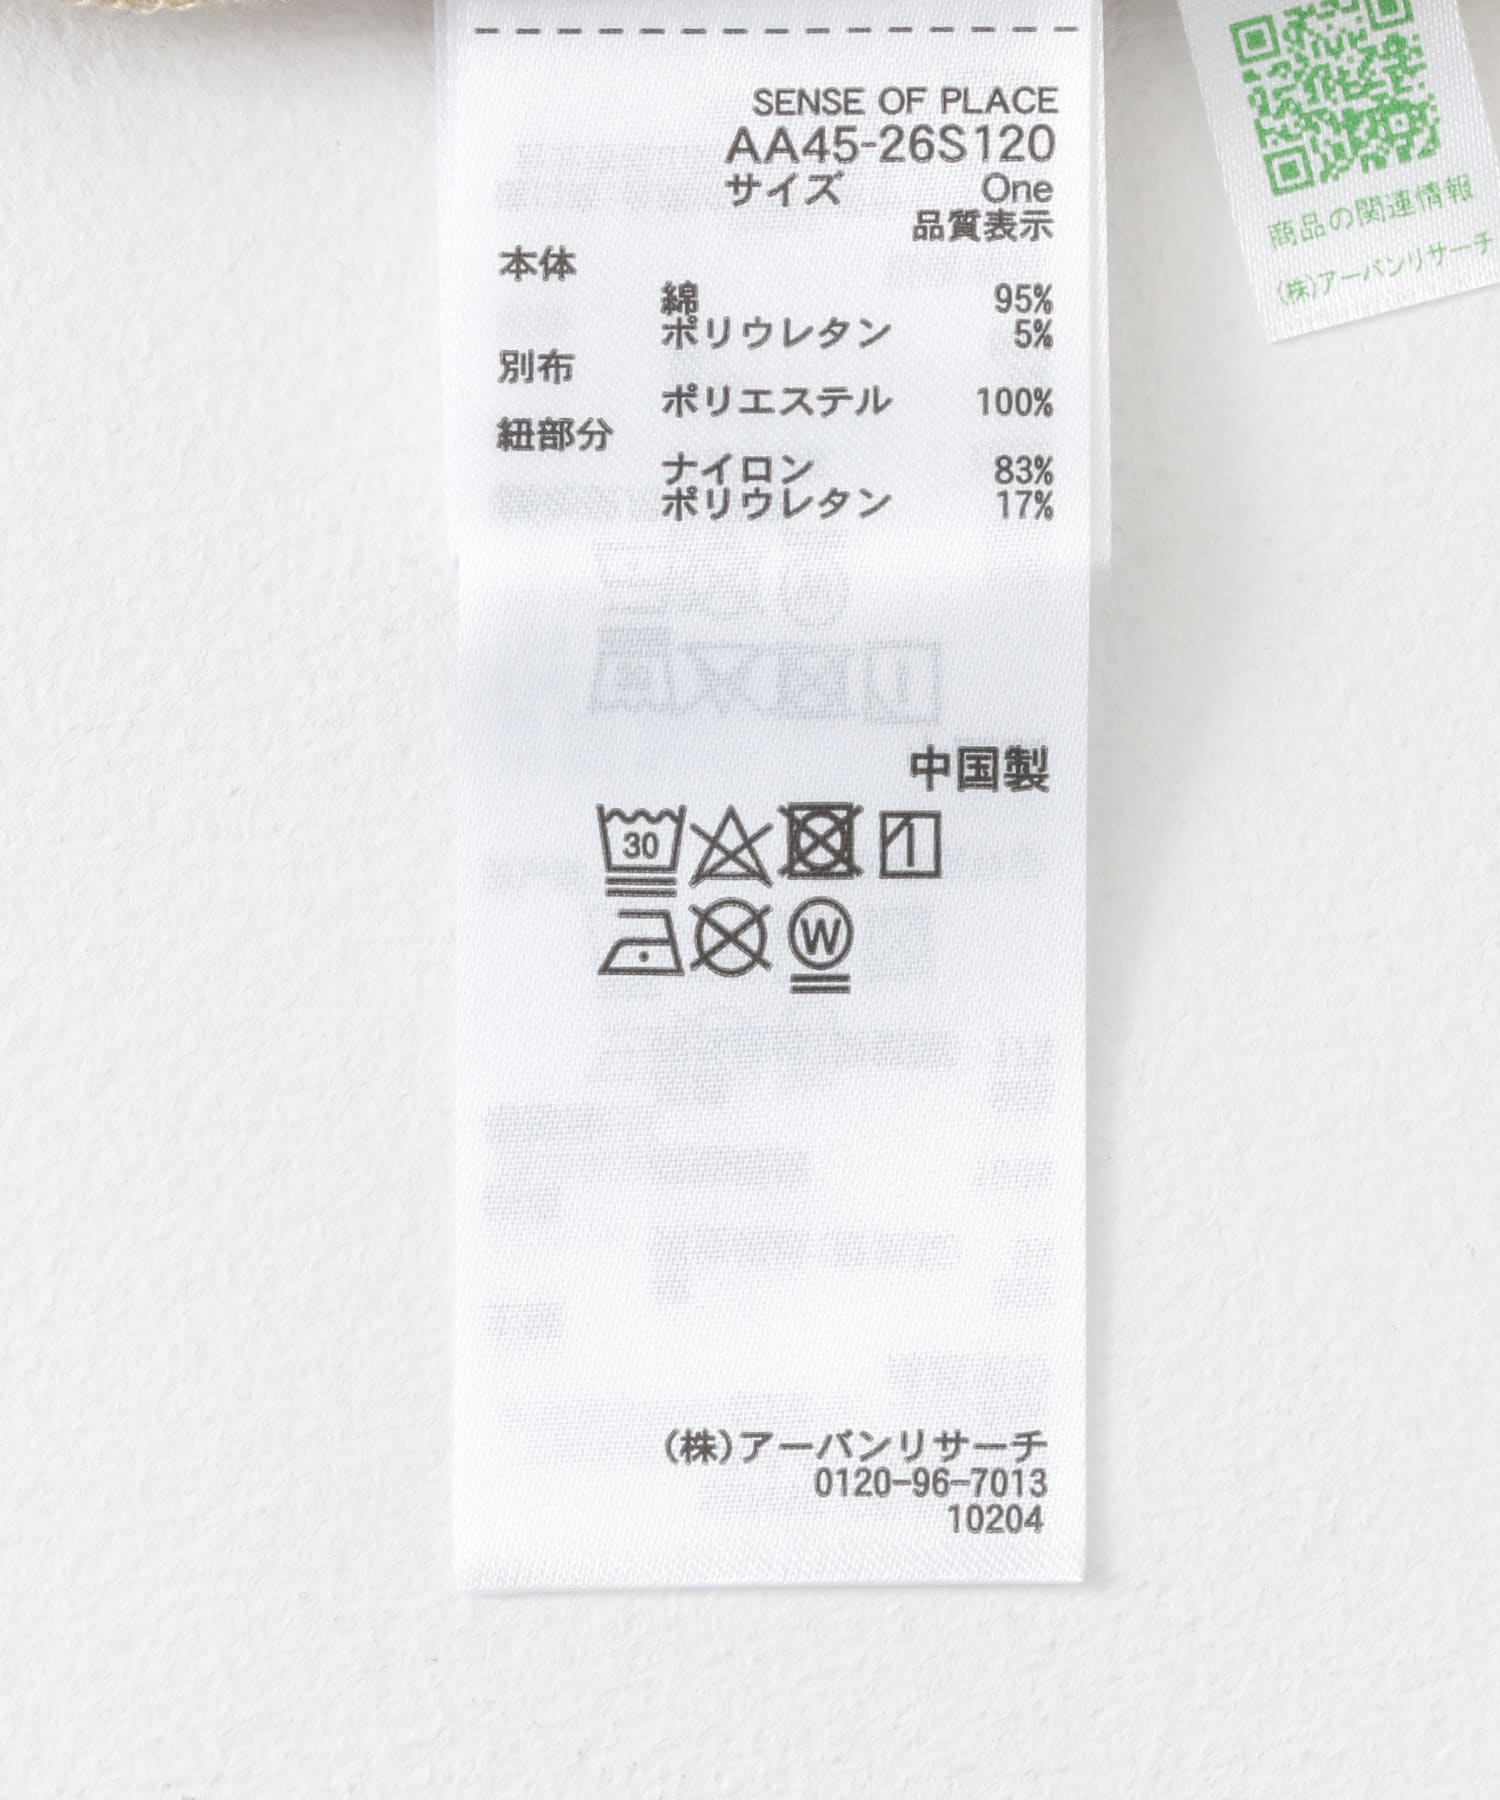 SENSE OF PLACE
AA45-26S120
サイズ One
品質表示
本体
綿 95%
ポリウレタン 5%
別布
ポリエステル 100%
紐部分
ナイロン 83%
ポリウレタン 17%
中国製
30
W
(株)アーバンリサーチ
0120-96-7013
10204
商品の関連情報
(株)アーバンリサーチ